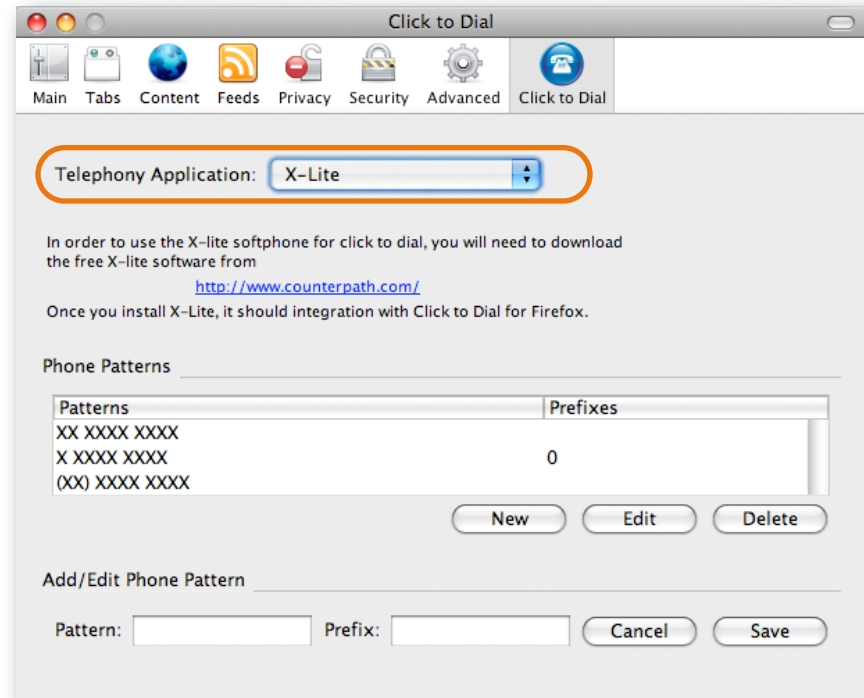 Click to Dial
Main Tabs Content Feeds Privacy Security Advanced Click to Dial
Telephony Application: X-Lite
In order to use the X-lite softphone for click to dial, you will need to download
the free X-lite software from
http://www.counterpath.com/
Once you install X-Lite, it should integration with Click to Dial for Firefox.
Phone Patterns
Patterns Prefixes
XX XXXX XXXX
X XXXX XXXX 0
(XX) XXXX XXXX
New Edit Delete
Add/Edit Phone Pattern
Pattern: Prefix: Cancel Save